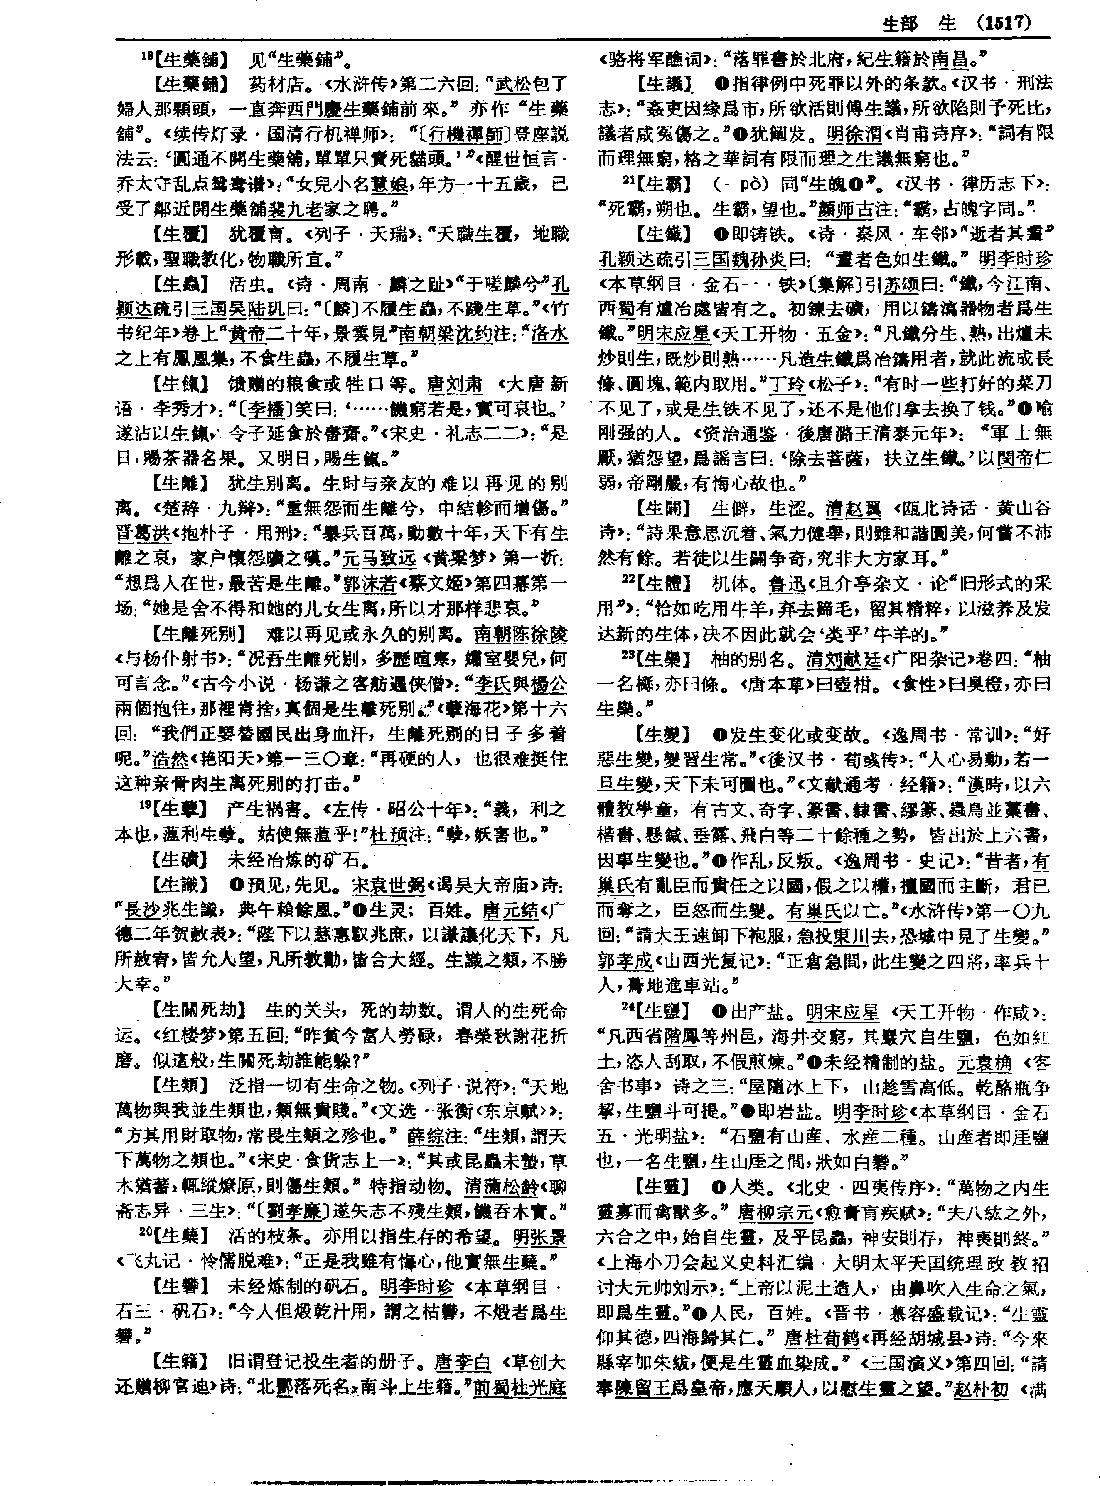 生部 生 (1517)
¹⁸【生藥舖】 见“生藥鋪”。
【生藥鋪】 药材店。《水浒传》第二六回：“武松包了
婦人那顆頭，一直奔西門慶生藥鋪前來。”亦作“生藥
舖”。《续传灯录·国清行机禅师》：“〔行機禪師〕登座説
法云：‘圓通不開生藥舖，單單只賣死貓頭。’”《醒世恒言·
乔太守乱点鸳鸯谱》：“女兒小名慧娘，年方一十五歲，已
受了鄰近開生藥舖裴九老家之聘。”
【生覆】 犹覆育。《列子·天瑞》：“天職生覆，地職
形載，聖職教化，物職所宜。”
【生蟲】 活虫。《诗·周南·麟之趾》“于嗟麟兮”孔
颖达疏引三国吴陆玑曰：“〔麟〕不履生蟲，不踐生草。”《竹
书纪年》卷上“黄帝二十年，景雲見”南朝梁沈约注：“洛水
之上有鳳凰集，不食生蟲，不履生草。”
【生餼】 馈赠的粮食或牲口等。唐刘肃《大唐新
语·李秀才》：“〔李播〕笑曰：‘……饑窮若是，實可哀也。’
遂沾以生餼，令子延食於書齋。”《宋史·礼志二二》：“是
日，賜茶器名果。又明日，賜生餼。”
【生離】 犹生别离。生时与亲友的难以再见的别
离。《楚辞·九辩》：“重無怨而生離兮，中結軫而增傷。”
晋葛洪《抱朴子·用刑》：“暴兵百萬，動數十年，天下有生
離之哀，家户懷怨曠之嘆。”元马致远《黄粱梦》第一折：
“想爲人在世，最苦是生離。”郭沫若《蔡文姬》第四幕第一
场：“她是舍不得和她的儿女生离，所以才那样悲哀。”
【生離死别】 难以再见或永久的别离。南朝陈徐陵
《与杨仆射书》：“况吾生離死别，多歷暄寒，孀室嬰兒，何
可言念。”《古今小说·杨谦之客舫遇侠僧》：“李氏與楊公
兩個抱住，那裡肯捨，真個是生離死别。”《孽海花》第十六
回：“我們正要替國民出身血汗，生離死别的日子多着
呢。”浩然《艳阳天》第一三〇章：“再硬的人，也很难挺住
这种亲骨肉生离死别的打击。”
¹⁹【生孽】 产生祸害。《左传·昭公十年》：“義，利之
本也，藴利生孽。姑使無藴乎！”杜预注：“孽，妖害也。”
【生礦】 未经冶炼的矿石。
【生識】 ❶预见；先见。宋袁世弼《谒吴大帝庙》诗：
“長沙兆生識，典午賴餘風。”❷生灵；百姓。唐元结《广
德二年贺赦表》：“陛下以慈惠馭兆庶，以謙讓化天下，凡
所赦宥，皆允人望，凡所教勸，皆合大經。生識之類，不勝
大幸。”
【生關死劫】 生的关头，死的劫数。谓人的生死命
运。《红楼梦》第五回：“昨貧今富人勞碌，春榮秋謝花折
磨。似這般，生關死劫誰能躲？”
【生類】 泛指一切有生命之物。《列子·说符》：“天地
萬物與我並生類也，類無貴賤。”《文选·张衡〈东京赋〉》：
“方其用財取物，常畏生類之殄也。”薛综注：“生類，謂天
下萬物之類也。”《宋史·食货志上一》：“其或昆蟲未蟄，草
木猶蕃，輒縱燎原，則傷生類。”特指动物。清蒲松龄《聊
斋志异·三生》：“〔劉孝廉〕遂矢志不殘生類，饑吞木實。”
²⁰【生蘖】 活的枝条。亦用以指生存的希望。明张景
《飞丸记·怜儒脱难》：“正是我雖有悔心，他實無生蘖。”
【生礬】 未经炼制的矾石。明李时珍《本草纲目·
石五·矾石》：“今人但煅乾汁用，謂之枯礬，不煅者爲生
礬。”
【生籍】 旧谓登记投生者的册子。唐李白《草创大
还赠柳官迪》诗：“北酆落死名，南斗上生籍。”前蜀杜光庭
《骆将军醮词》：“落罪書於北府，紀生籍於南昌。”
【生議】 ❶指律例中死罪以外的条款。《汉书·刑法
志》：“姦吏因緣爲市，所欲活則傅生議，所欲陷則予死比，
議者咸冤傷之。”❷犹阐发。明徐渭《肖甫诗序》：“詞有限
而理無窮，格之華詞有限而理之生議無窮也。”
²¹【生霸】 （- pò） 同“生魄❶”。《汉书·律历志下》：
“死霸，朔也。生霸，望也。”颜师古注：“霸，古魄字同。”
【生鐵】 ❶即铸铁。《诗·秦风·车邻》“逝者其耋”
孔颖达疏引三国魏孙炎曰：“耋者色如生鐵。”明李时珍
《本草纲目·金石一·铁》〔集解〕引苏颂曰：“鐵，今江南、
西蜀有爐冶處皆有之。初鍊去礦，用以鑄瀉器物者爲生
鐵。”明宋应星《天工开物·五金》：“凡鐵分生、熟，出爐未
炒則生，既炒則熟……凡造生鐵爲冶鑄用者，就此流成長
條、圓塊、範内取用。”丁玲《松子》：“有时一些打好的菜刀
不见了，或是生铁不见了，还不是他们拿去换了钱。”❷喻
刚强的人。《资治通鉴·後唐潞王清泰元年》：“軍士無
厭，猶怨望，爲謡言曰：‘除去菩薩，扶立生鐵。’以閔帝仁
弱，帝剛嚴，有悔心故也。”
【生闢】 生僻，生涩。清赵翼《瓯北诗话·黄山谷
诗》：“詩果意思沉着、氣力健舉，則雖和諧圓美，何嘗不沛
然有餘。若徒以生闢争奇，究非大方家耳。”
²²【生體】 机体。鲁迅《且介亭杂文·论“旧形式的采
用”》：“恰如吃用牛羊，弃去蹄毛，留其精粹，以滋养及发
达新的生体，决不因此就会‘类乎’牛羊的。”
²³【生欒】 柚的别名。清刘献廷《广阳杂记》卷四：“柚
一名櫾，亦曰條。《唐本草》曰壺柑。《食性》曰臭橙，亦曰
生欒。”
【生變】 ❶发生变化或变故。《逸周书·常训》：“好
惡生變，變習生常。”《後汉书·荀彧传》：“人心易動，若一
旦生變，天下未可圖也。”《文献通考·经籍》：“漢時，以六
體教學童，有古文、奇字、篆書、隸書、繆篆、蟲鳥並藁書、
楷書、懸鍼、垂露、飛白等二十餘種之勢，皆出於上六書，
因事生變也。”❷作乱，反叛。《逸周书·史记》：“昔者，有
巢氏有亂臣而貴任之以國，假之以權，擅國而主斷，君已
而奪之，臣怒而生變。有巢氏以亡。”《水浒传》第一〇九
回：“請大王速卸下袍服，急投東川去，恐城中見了生變。”
郭孝成《山西光复记》：“正倉急間，此生變之四將，率兵十
人，驀地進車站。”
²⁴【生鹽】 ❶出产盐。明宋应星《天工开物·作咸》：
“凡西省階鳳等州邑，海井交窮，其巖穴自生鹽，色如紅
土，恣人刮取，不假煎煉。”❷未经精制的盐。元袁桷《客
舍书事》诗之三：“屋隨冰上下，山趁雪高低。乾酪瓶争
挈，生鹽斗可提。”❸即岩盐。明李时珍《本草纲目·金石
五·光明盐》：“石鹽有山産、水産二種。山産者即厓鹽
也，一名生鹽，生山厓之間，狀如白礬。”
【生靈】 ❶人类。《北史·四夷传序》：“萬物之内生
靈寡而禽獸多。”唐柳宗元《愈膏肓疾赋》：“夫八紘之外，
六合之中，始自生靈，及乎昆蟲，神安則存，神喪則終。”
《上海小刀会起义史料汇编·大明太平天囯统理政教招
讨大元帅刘示》：“上帝以泥土造人，由鼻吹入生命之氣，
即爲生靈。”❷人民，百姓。《晋书·慕容盛载记》：“生靈
仰其德，四海歸其仁。”唐杜荀鹤《再经胡城县》诗：“今來
縣宰加朱紱，便是生靈血染成。”《三国演义》第四回：“請
奉陳留王爲皇帝，應天順人，以慰生靈之望。”赵朴初《满